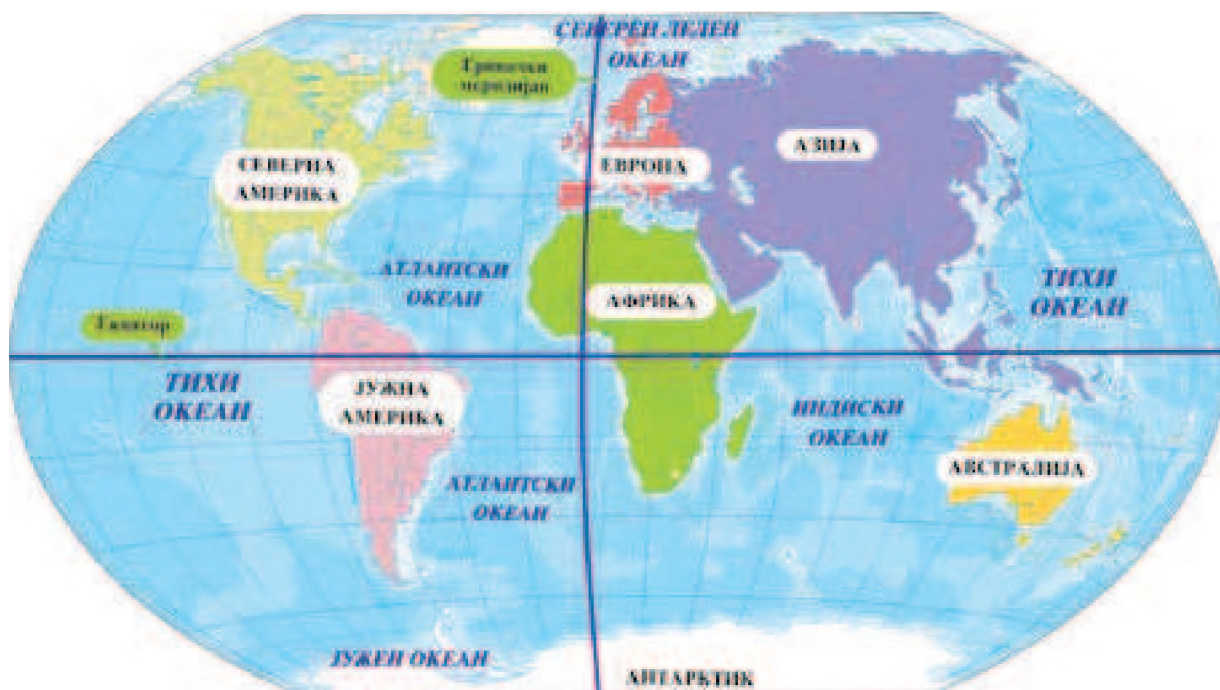 СЕВЕРЕН ЛЕДЕН
ОКЕАН
Гринички
меридијан
АЗИЈА
ЕВРОПА
СЕВЕРНА
АМЕРИКА
АТЛАНТСКИ
ОКЕАН
АФРИКА
ТИХИ
ОКЕАН
Екватор
ТИХИ
ОКЕАН
ЈУЖНА
АМЕРИКА
ИНДИСКИ
ОКЕАН
АВСТРАЛИЈА
АТЛАНТСКИ
ОКЕАН
ЈУЖЕН ОКЕАН
АНТАРКТИК